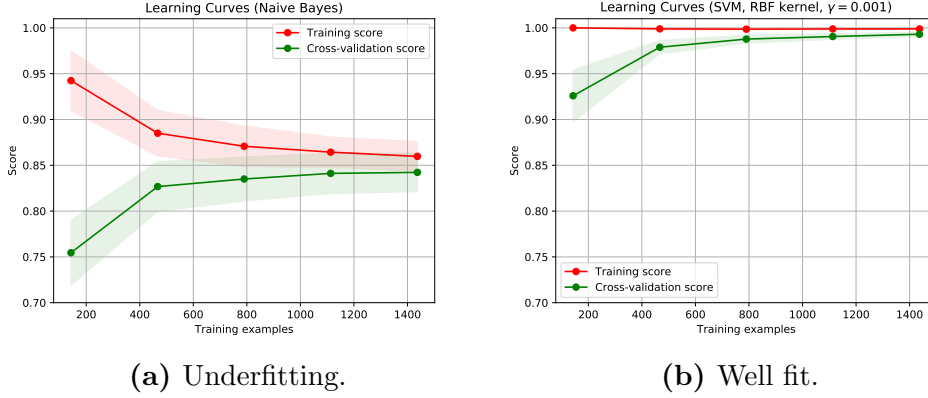 Learning Curves (Naive Bayes)
1.00
0.95
0.90
0.85
0.80
0.75
0.70
Score
200
400
600
800
1000
1200
1400
Training examples
Training score
Cross-validation score
(a) Underfitting.
Learning Curves (SVM, RBF kernel, γ = 0.001)
1.00
0.95
0.90
0.85
0.80
0.75
0.70
Score
200
400
600
800
1000
1200
1400
Training examples
Training score
Cross-validation score
(b) Well fit.